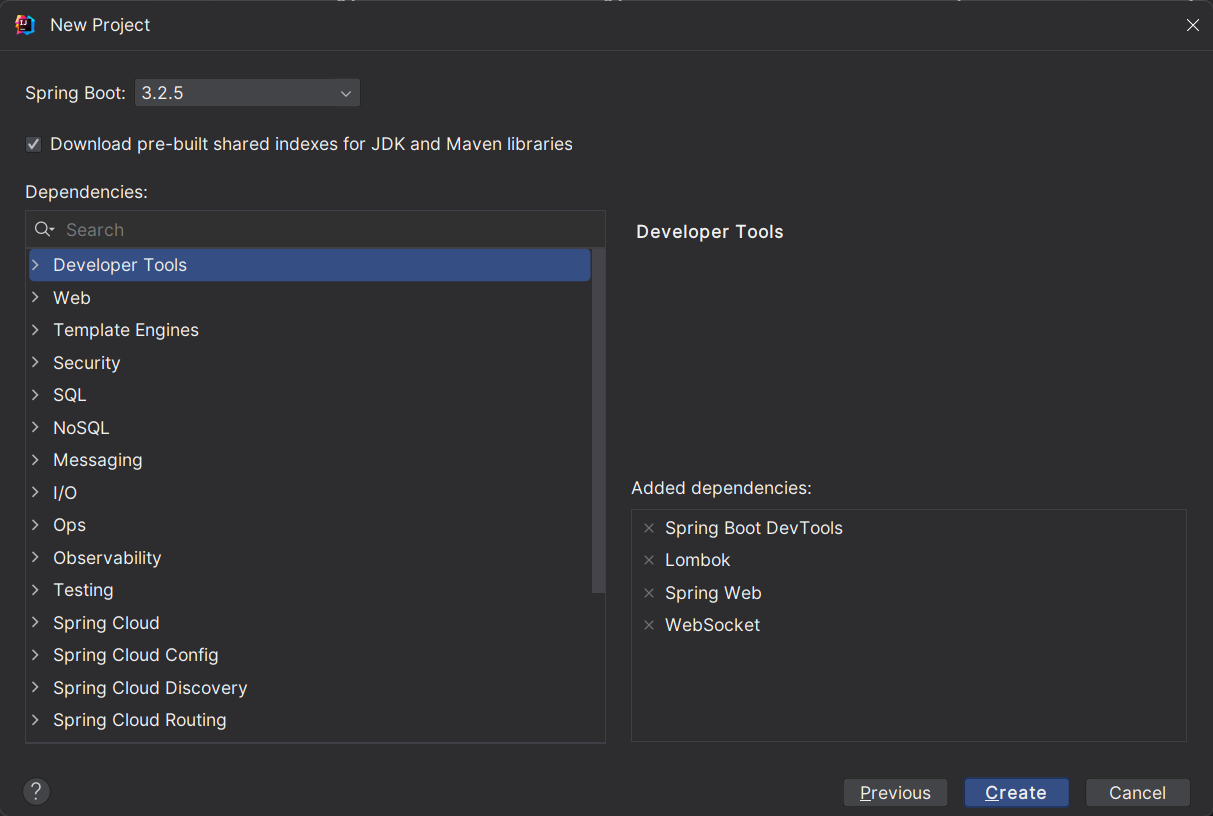 New Project
Spring Boot: 3.2.5
Download pre-built shared indexes for JDK and Maven libraries
Dependencies:
Search
Developer Tools
Web
Template Engines
Security
SQL
NoSQL
Messaging
I/O
Ops
Observability
Testing
Spring Cloud
Spring Cloud Config
Spring Cloud Discovery
Spring Cloud Routing
Developer Tools
Added dependencies:
Spring Boot DevTools
Lombok
Spring Web
WebSocket
?
Previous
Create
Cancel